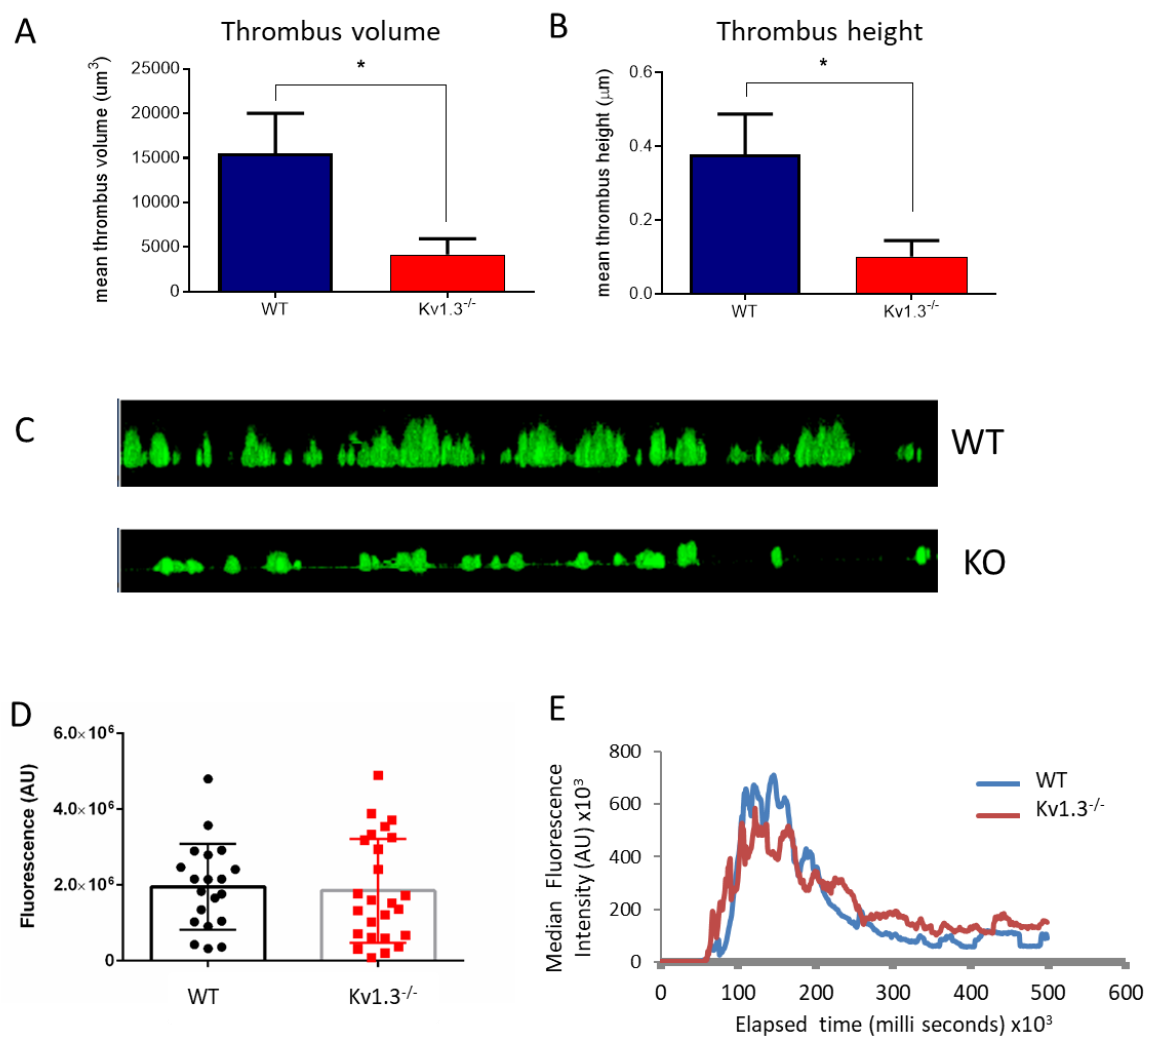 A
Thrombus volume
mean thrombus volume (um³)
25000
20000
15000
10000
5000
0
*
WT
Kv1.3-/-
B
Thrombus height
mean thrombus height (μm)
0.6
0.4
0.2
0.0
*
WT
Kv1.3-/-
C
WT
KO
D
Fluorescence (AU)
6.0×10⁶
4.0×10⁶
2.0×10⁶
0
WT
Kv1.3-/-
E
Median Fluorescence
Intensity (AU) x10³
800
600
400
200
0
WT
Kv1.3-/-
0 100 200 300 400 500 600
Elapsed time (milli seconds) x10³